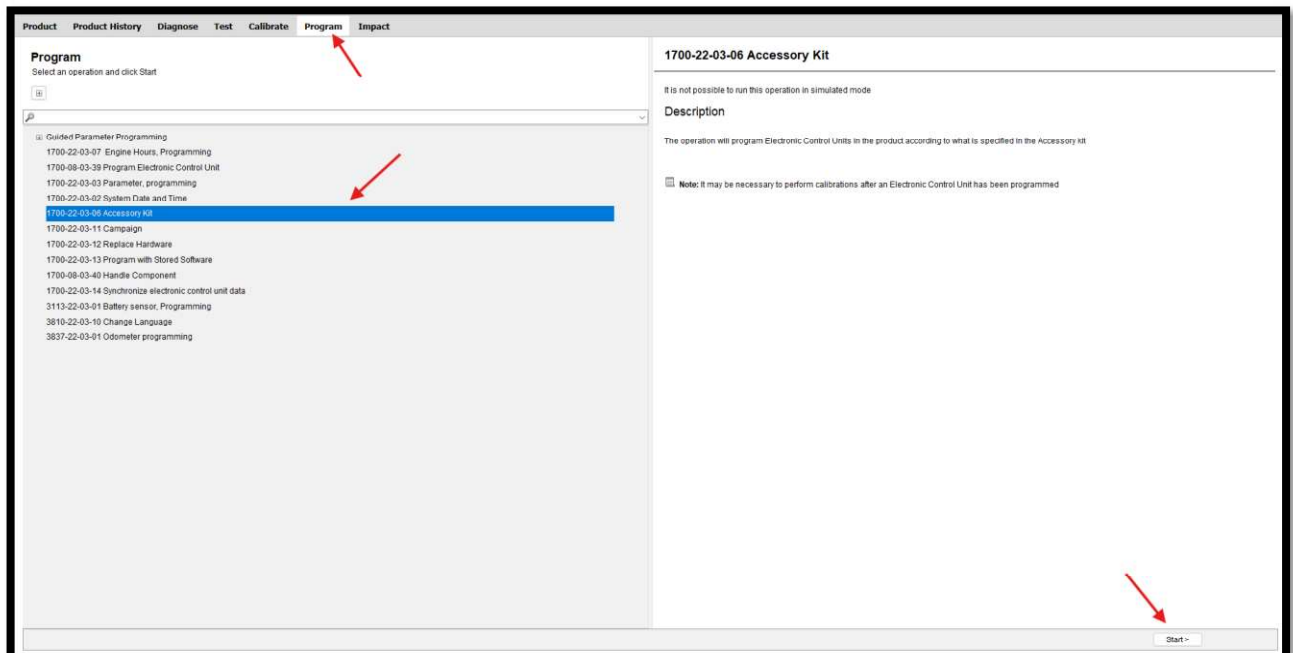 Product Product History Diagnose Test Calibrate Program Impact
Program
Select an operation and click Start
Guided Parameter Programming
1700-22-03-07 Engine Hours, Programming
1700-08-03-39 Program Electronic Control Unit
1700-22-03-03 Parameter, programming
1700-22-03-02 System Date and Time
1700-22-03-06 Accessory Kit
1700-22-03-11 Campaign
1700-22-03-12 Replace Hardware
1700-22-03-13 Program with Stored Software
1700-08-03-40 Handle Component
1700-22-03-14 Synchronize electronic control unit data
3113-22-03-01 Battery sensor, Programming
3810-22-03-10 Change Language
3837-22-03-01 Odometer programming
1700-22-03-06 Accessory Kit
It is not possible to run this operation in simulated mode
Description
The operation will program Electronic Control Units in the product according to what is specified in the Accessory kit
Note: It may be necessary to perform calibrations after an Electronic Control Unit has been programmed
Start >